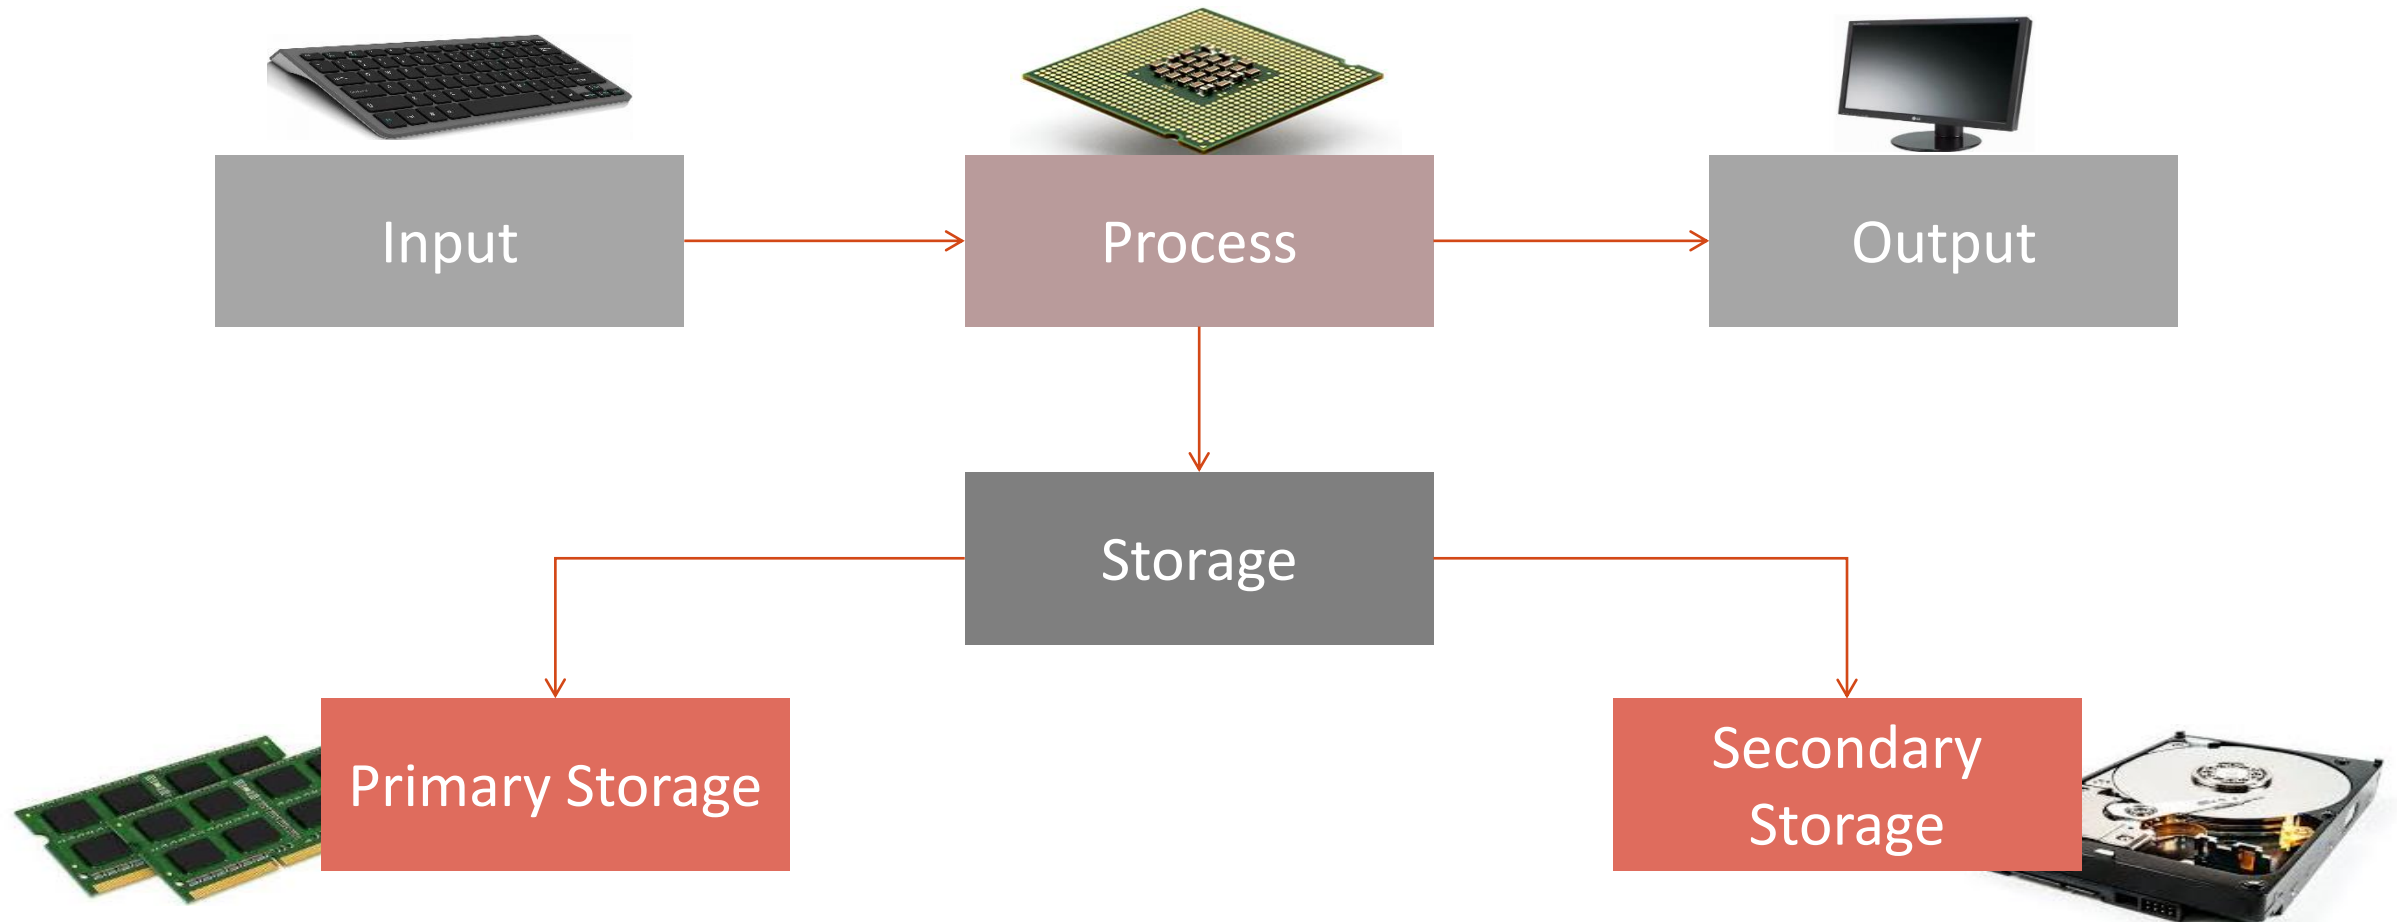 Input
Process
Output
Storage
Primary Storage
Secondary
Storage